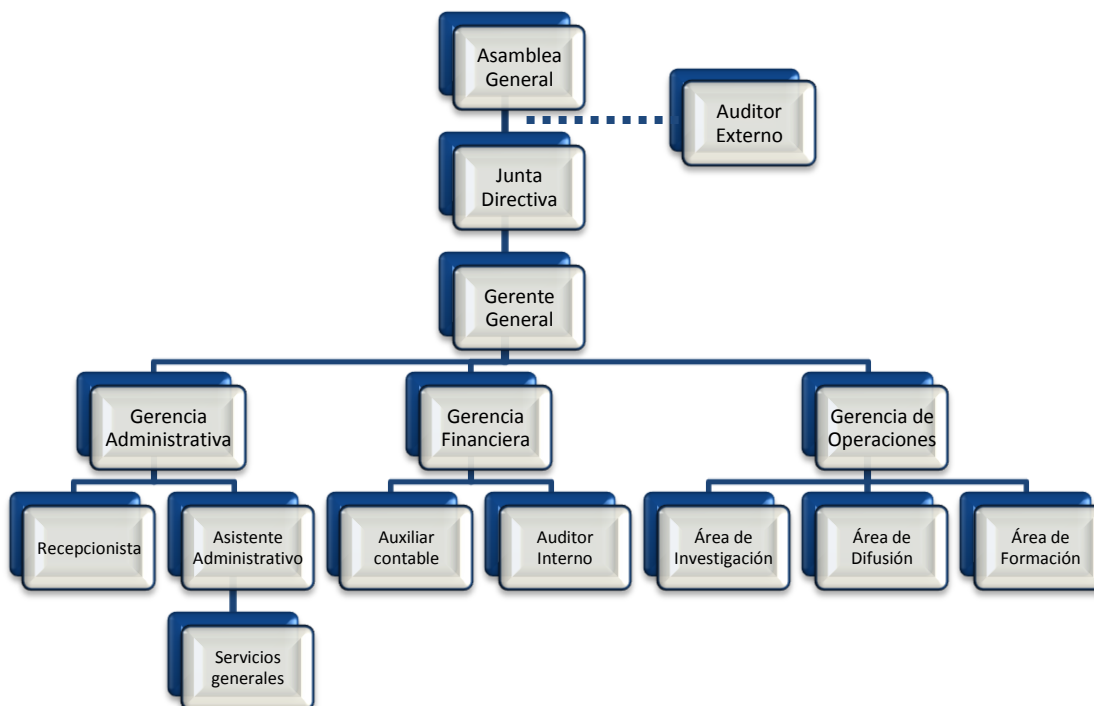 Asamblea
General
Auditor
Externo
Junta
Directiva
Gerente
General
Gerencia
Administrativa
Gerencia
Financiera
Gerencia de
Operaciones
Recepcionista
Asistente
Administrativo
Auxiliar
contable
Auditor
Interno
Área de
Investigación
Área de
Difusión
Área de
Formación
Servicios
generales